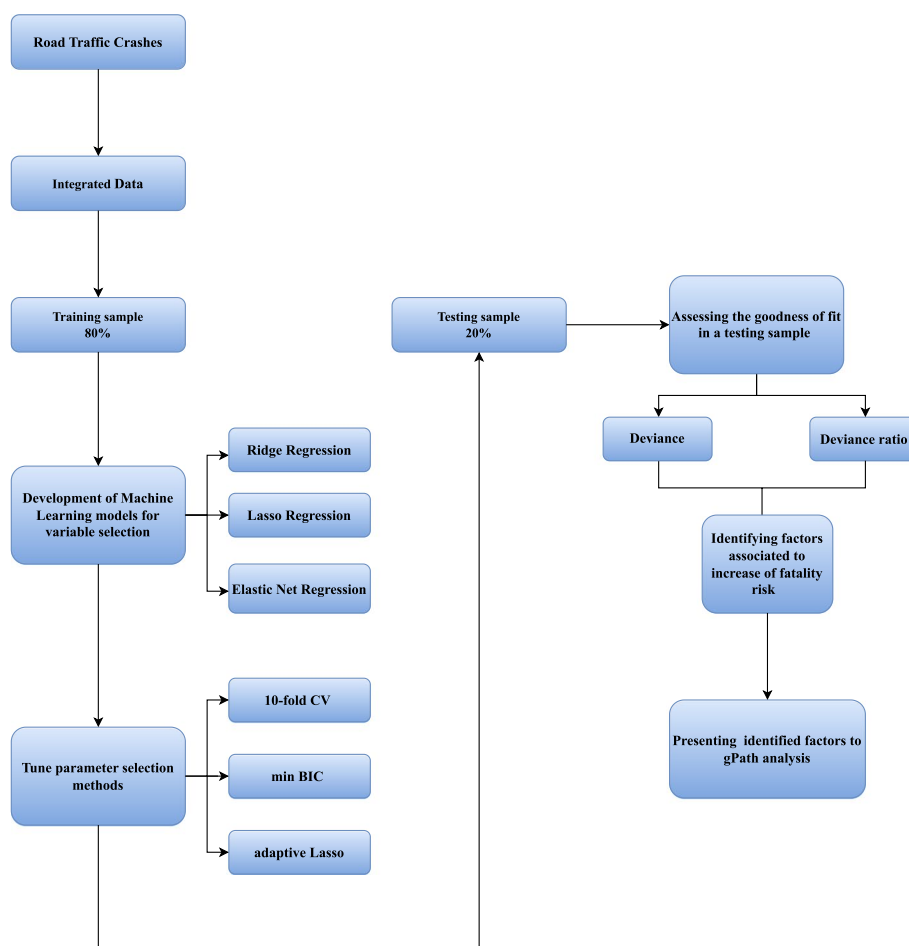 Road Traffic Crashes
Integrated Data
Training sample
80%
Development of Machine
Learning models for
variable selection
Ridge Regression
Lasso Regression
Elastic Net Regression
Tune parameter selection
methods
10-fold CV
min BIC
adaptive Lasso
Testing sample
20%
Assessing the goodness of fit
in a testing sample
Deviance
Deviance ratio
Identifying factors
associated to
increase of fatality
risk
Presenting identified factors to
gPath analysis